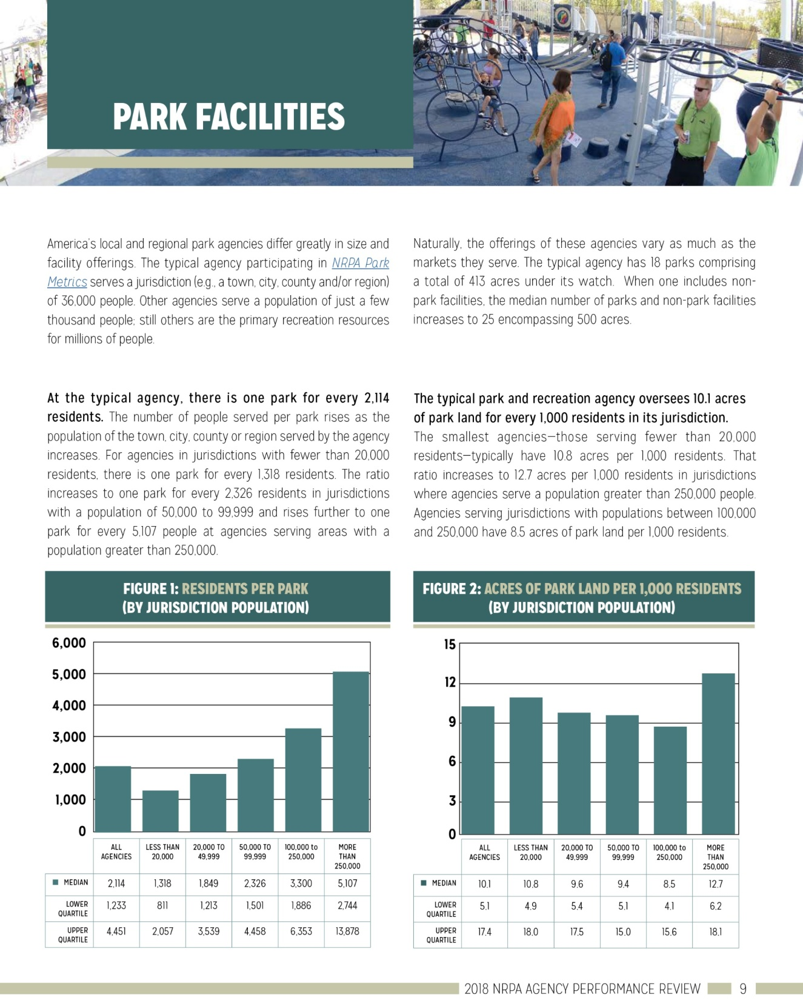 PARK FACILITIES
America's local and regional park agencies differ greatly in size and
facility offerings. The typical agency participating in NRPA Park
Metrics serves a jurisdiction (e.g., a town, city, county and/or region)
of 36,000 people. Other agencies serve a population of just a few
thousand people; still others are the primary recreation resources
for millions of people.
Naturally, the offerings of these agencies vary as much as the
markets they serve. The typical agency has 18 parks comprising
a total of 413 acres under its watch. When one includes non-
park facilities, the median number of parks and non-park facilities
increases to 25 encompassing 500 acres.
At the typical agency, there is one park for every 2,114
residents. The number of people served per park rises as the
population of the town, city, county or region served by the agency
increases. For agencies in jurisdictions with fewer than 20,000
residents, there is one park for every 1,318 residents. The ratio
increases to one park for every 2,326 residents in jurisdictions
with a population of 50,000 to 99,999 and rises further to one
park for every 5,107 people at agencies serving areas with a
population greater than 250,000.
The typical park and recreation agency oversees 10.1 acres
of park land for every 1,000 residents in its jurisdiction.
The smallest agencies—those serving fewer than 20,000
residents—typically have 10.8 acres per 1,000 residents. That
ratio increases to 12.7 acres per 1,000 residents in jurisdictions
where agencies serve a population greater than 250,000 people.
Agencies serving jurisdictions with populations between 100,000
and 250,000 have 8.5 acres of park land per 1,000 residents.
FIGURE 1: RESIDENTS PER PARK
(BY JURISDICTION POPULATION)
6,000
5,000
4,000
3,000
2,000
1,000
0
ALL AGENCIES LESS THAN 20,000 20,000 TO 49,999 50,000 TO 99,999 100,000 to 250,000 MORE THAN 250,000
MEDIAN 2,114 1,318 1,849 2,326 3,300 5,107
LOWER QUARTILE 1,233 811 1,213 1,501 1,886 2,744
UPPER QUARTILE 4,451 2,057 3,539 4,458 6,353 13,878
FIGURE 2: ACRES OF PARK LAND PER 1,000 RESIDENTS
(BY JURISDICTION POPULATION)
15
12
9
6
3
0
ALL AGENCIES LESS THAN 20,000 20,000 TO 49,999 50,000 TO 99,999 100,000 to 250,000 MORE THAN 250,000
MEDIAN 10.1 10.8 9.6 9.4 8.5 12.7
LOWER QUARTILE 5.1 4.9 5.4 5.1 4.1 6.2
UPPER QUARTILE 17.4 18.0 17.5 15.0 15.6 18.1
2018 NRPA AGENCY PERFORMANCE REVIEW 9